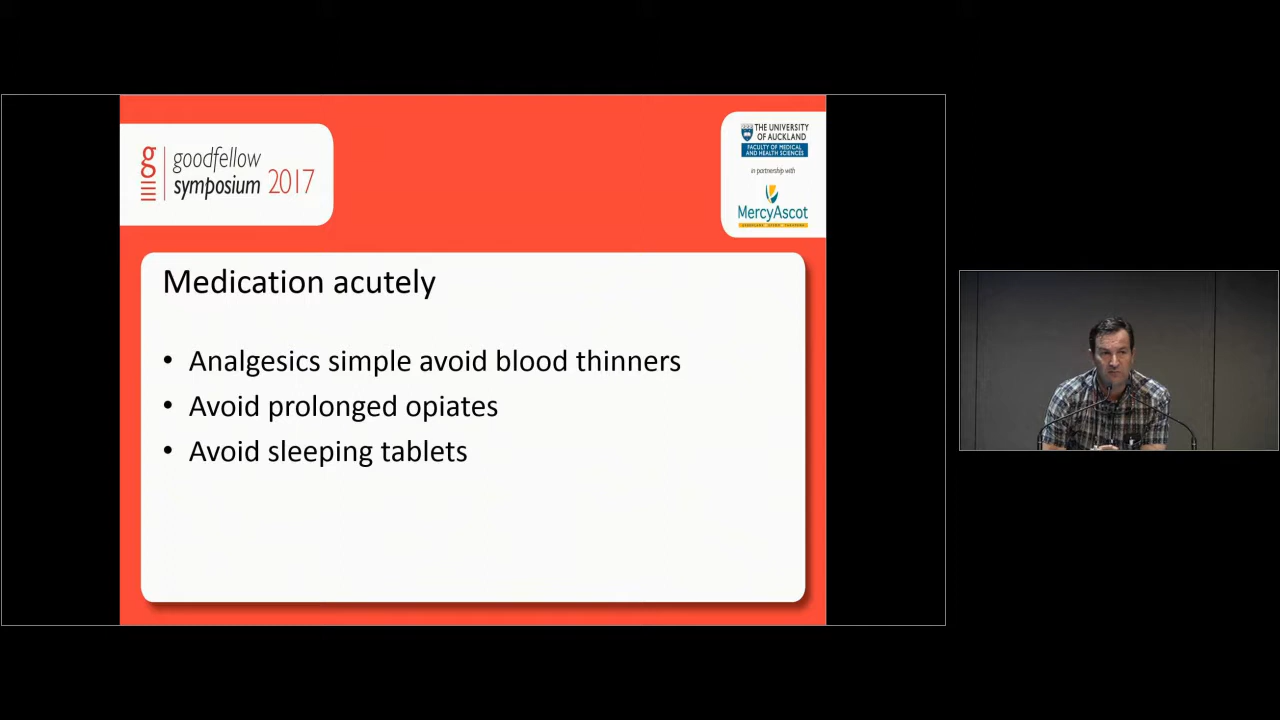 goodfellow
symposium 2017
THE UNIVERSITY
OF AUCKLAND
FACULTY OF MEDICAL
AND HEALTH SCIENCES
in partnership with
MercyAscot
Medication acutely
• Analgesics simple avoid blood thinners
• Avoid prolonged opiates
• Avoid sleeping tablets